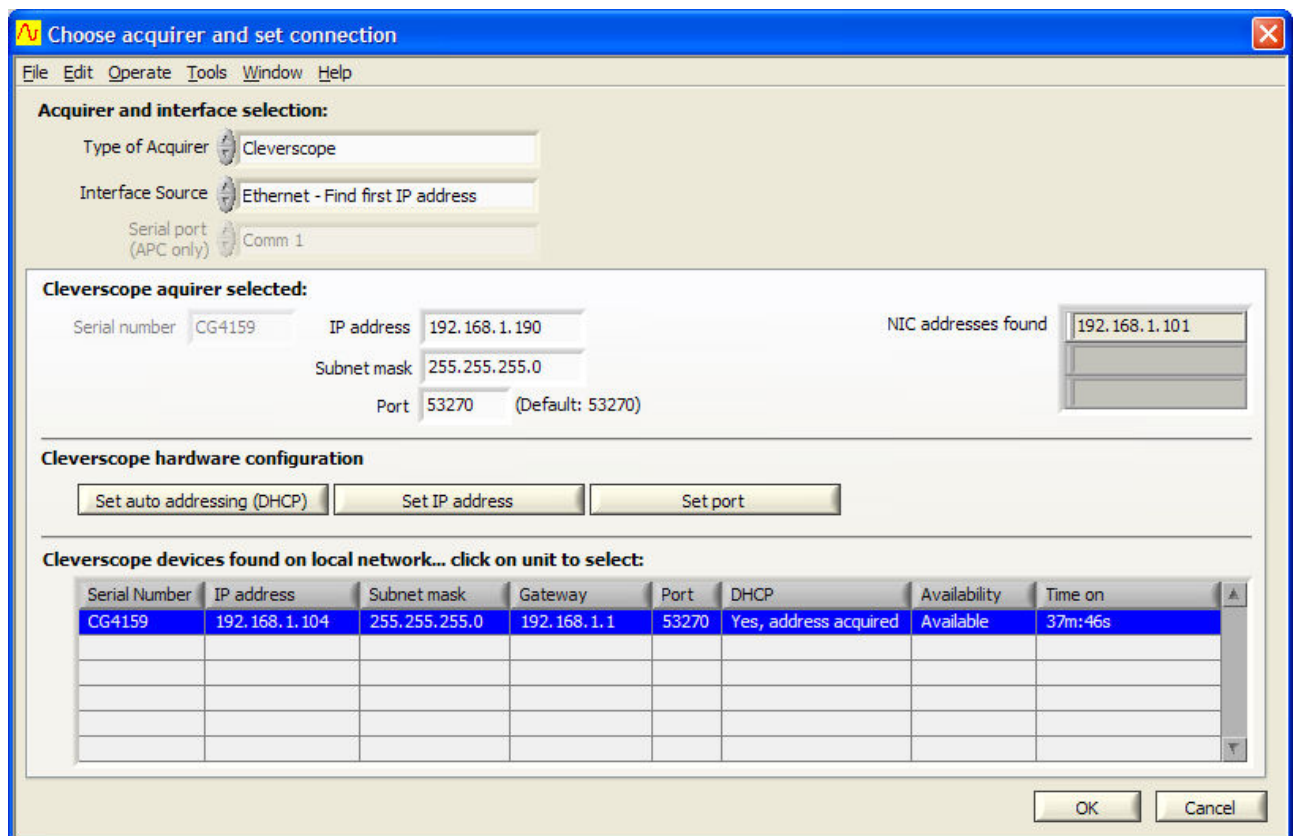 Choose acquirer and set connection
File Edit Operate Tools Window Help
Acquirer and interface selection:
Type of Acquirer Cleverscope
Interface Source Ethernet - Find first IP address
Serial port
(APC only) Comm 1
Cleverscope aquirer selected:
Serial number CG4159 IP address 192.168.1.190 NIC addresses found 192.168.1.101
Subnet mask 255.255.255.0
Port 53270 (Default: 53270)
Cleverscope hardware configuration
Set auto addressing (DHCP) Set IP address Set port
Cleverscope devices found on local network... click on unit to select:
Serial Number IP address Subnet mask Gateway Port DHCP Availability Time on
CG4159 192.168.1.104 255.255.255.0 192.168.1.1 53270 Yes, address acquired Available 37m:46s
OK Cancel